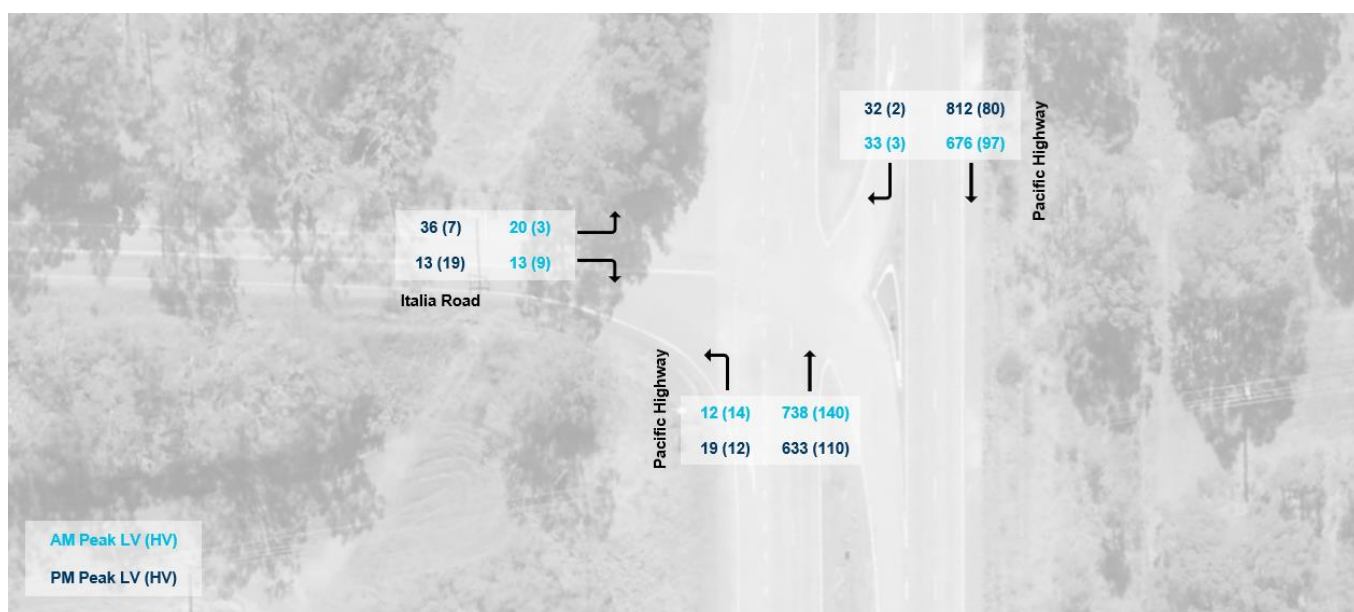 32 (2) 812 (80)
33 (3) 676 (97)
Pacific Highway
36 (7) 20 (3)
13 (19) 13 (9)
Italia Road
Pacific Highway
12 (14) 738 (140)
19 (12) 633 (110)
AM Peak LV (HV)
PM Peak LV (HV)